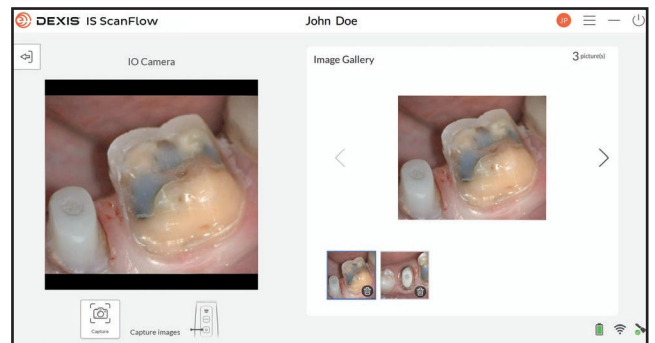 DEXIS IS ScanFlow
John Doe
JP
IO Camera
Image Gallery
3 picture(s)
Capture
Capture images